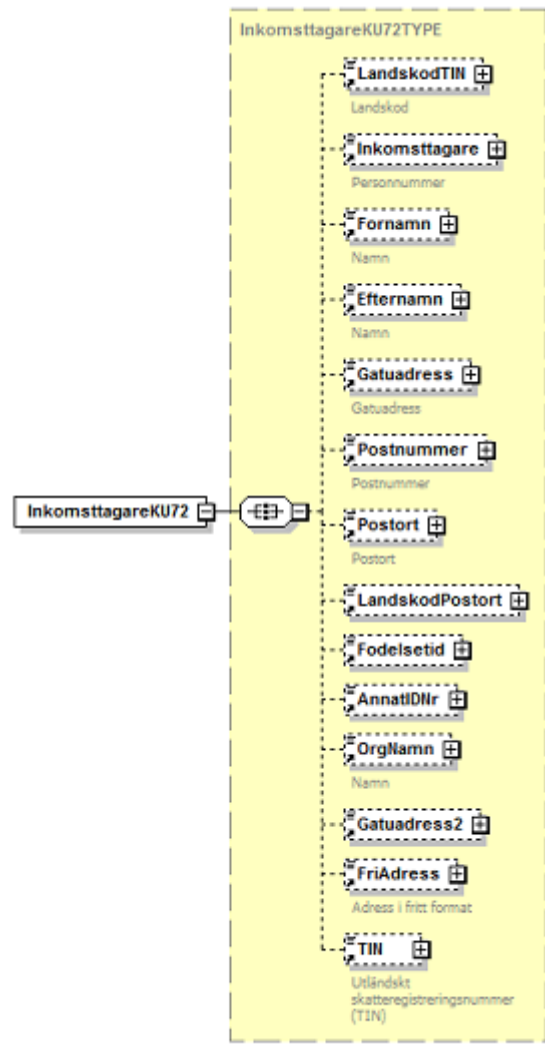 InkomsttagareKU72TYPE
LandskodTIN
Landskod
Inkomsttagare
Personnummer
Fornamn
Namn
Efternamn
Namn
Gatuadress
Gatuadress
Postnummer
Postnummer
InkomsttagareKU72
Postort
Postort
LandskodPostort
Fodelsetid
AnnatIDNr
OrgNamn
Namn
Gatuadress2
FriAdress
Adress i fritt format
TIN
Utländskt
skatteregistreringsnummer
(TIN)